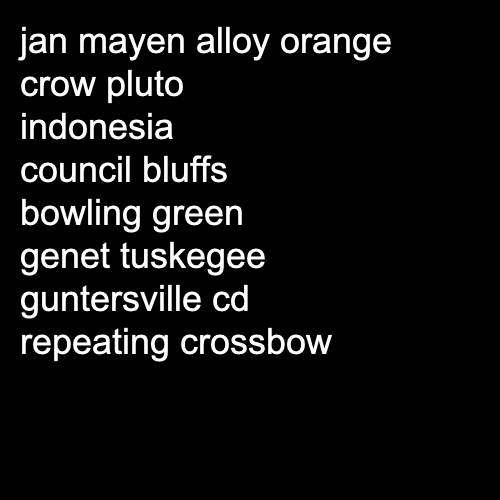 jan mayen alloy orange
crow pluto
indonesia
council bluffs
bowling green
genet tuskegee
guntersville cd
repeating crossbow